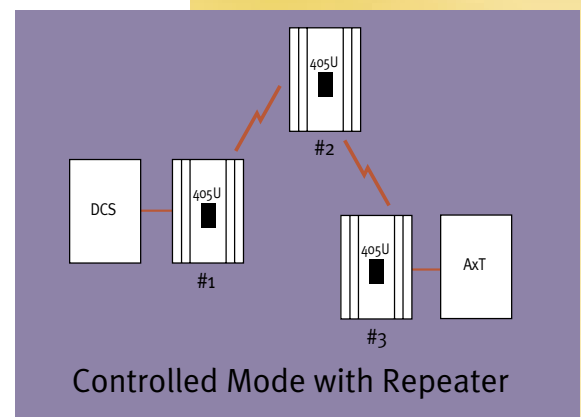 405U
#2
DCS
405U
#1
405U
AxT
#3
Controlled Mode with Repeater